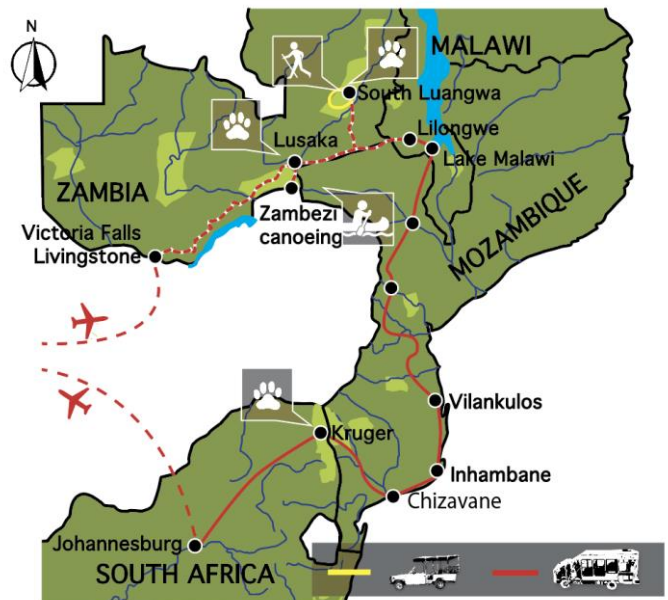 N
MALAWI
South Luangwa
Lilongwe
Lusaka
Lake Malawi
ZAMBIA
Zambezi
canoeing
MOZAMBIQUE
Victoria Falls
Livingstone
Vilankulos
Kruger
Inhambane
Chizavane
Johannesburg
SOUTH AFRICA